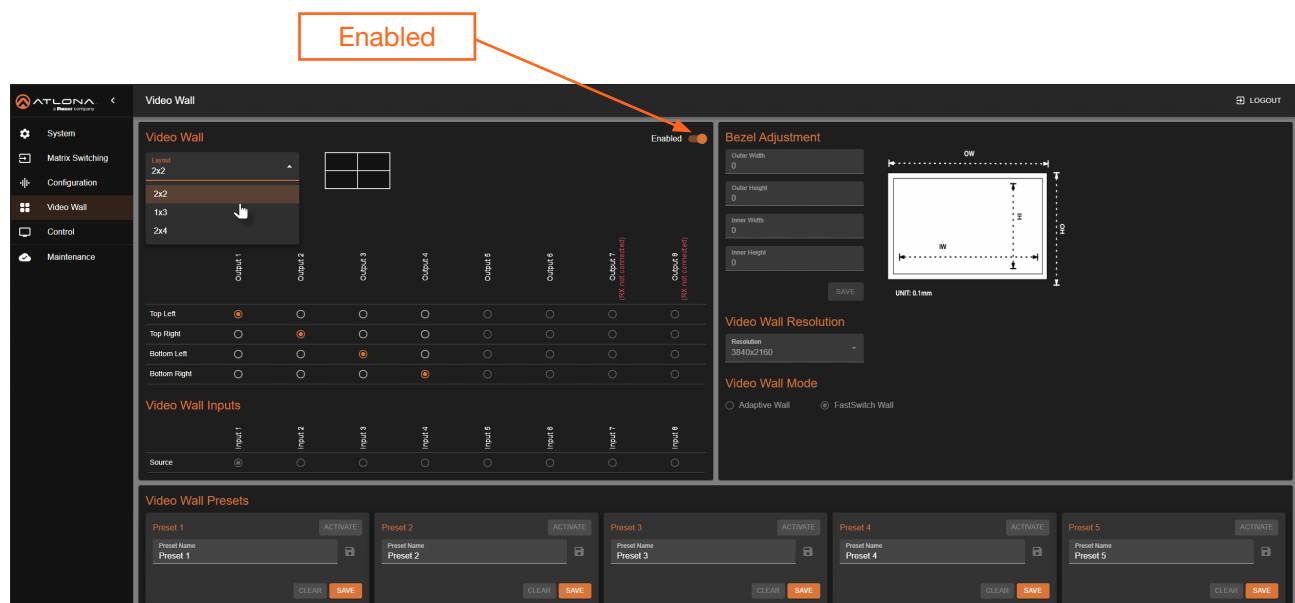 Enabled
ATLONA
a Panduit company
Video Wall
LOGOUT
System
Matrix Switching
Configuration
Video Wall
Control
Maintenance
Video Wall
Enabled
Layout
2x2
2x2
1x3
2x4
Output 1
Output 2
Output 3
Output 4
Output 5
Output 6
Output 7
(RX not connected)
Output 8
(RX not connected)
Top Left
Top Right
Bottom Left
Bottom Right
Video Wall Inputs
Input 1
Input 2
Input 3
Input 4
Input 5
Input 6
Input 7
Input 8
Source
Bezel Adjustment
Outer Width
0
Outer Height
0
Inner Width
0
Inner Height
0
SAVE
OW
IH
OH
IW
UNIT: 0.1mm
Video Wall Resolution
Resolution
3840x2160
Video Wall Mode
Adaptive Wall
FastSwitch Wall
Video Wall Presets
Preset 1
ACTIVATE
Preset Name
Preset 1
CLEAR
SAVE
Preset 2
ACTIVATE
Preset Name
Preset 2
CLEAR
SAVE
Preset 3
ACTIVATE
Preset Name
Preset 3
CLEAR
SAVE
Preset 4
ACTIVATE
Preset Name
Preset 4
CLEAR
SAVE
Preset 5
ACTIVATE
Preset Name
Preset 5
CLEAR
SAVE